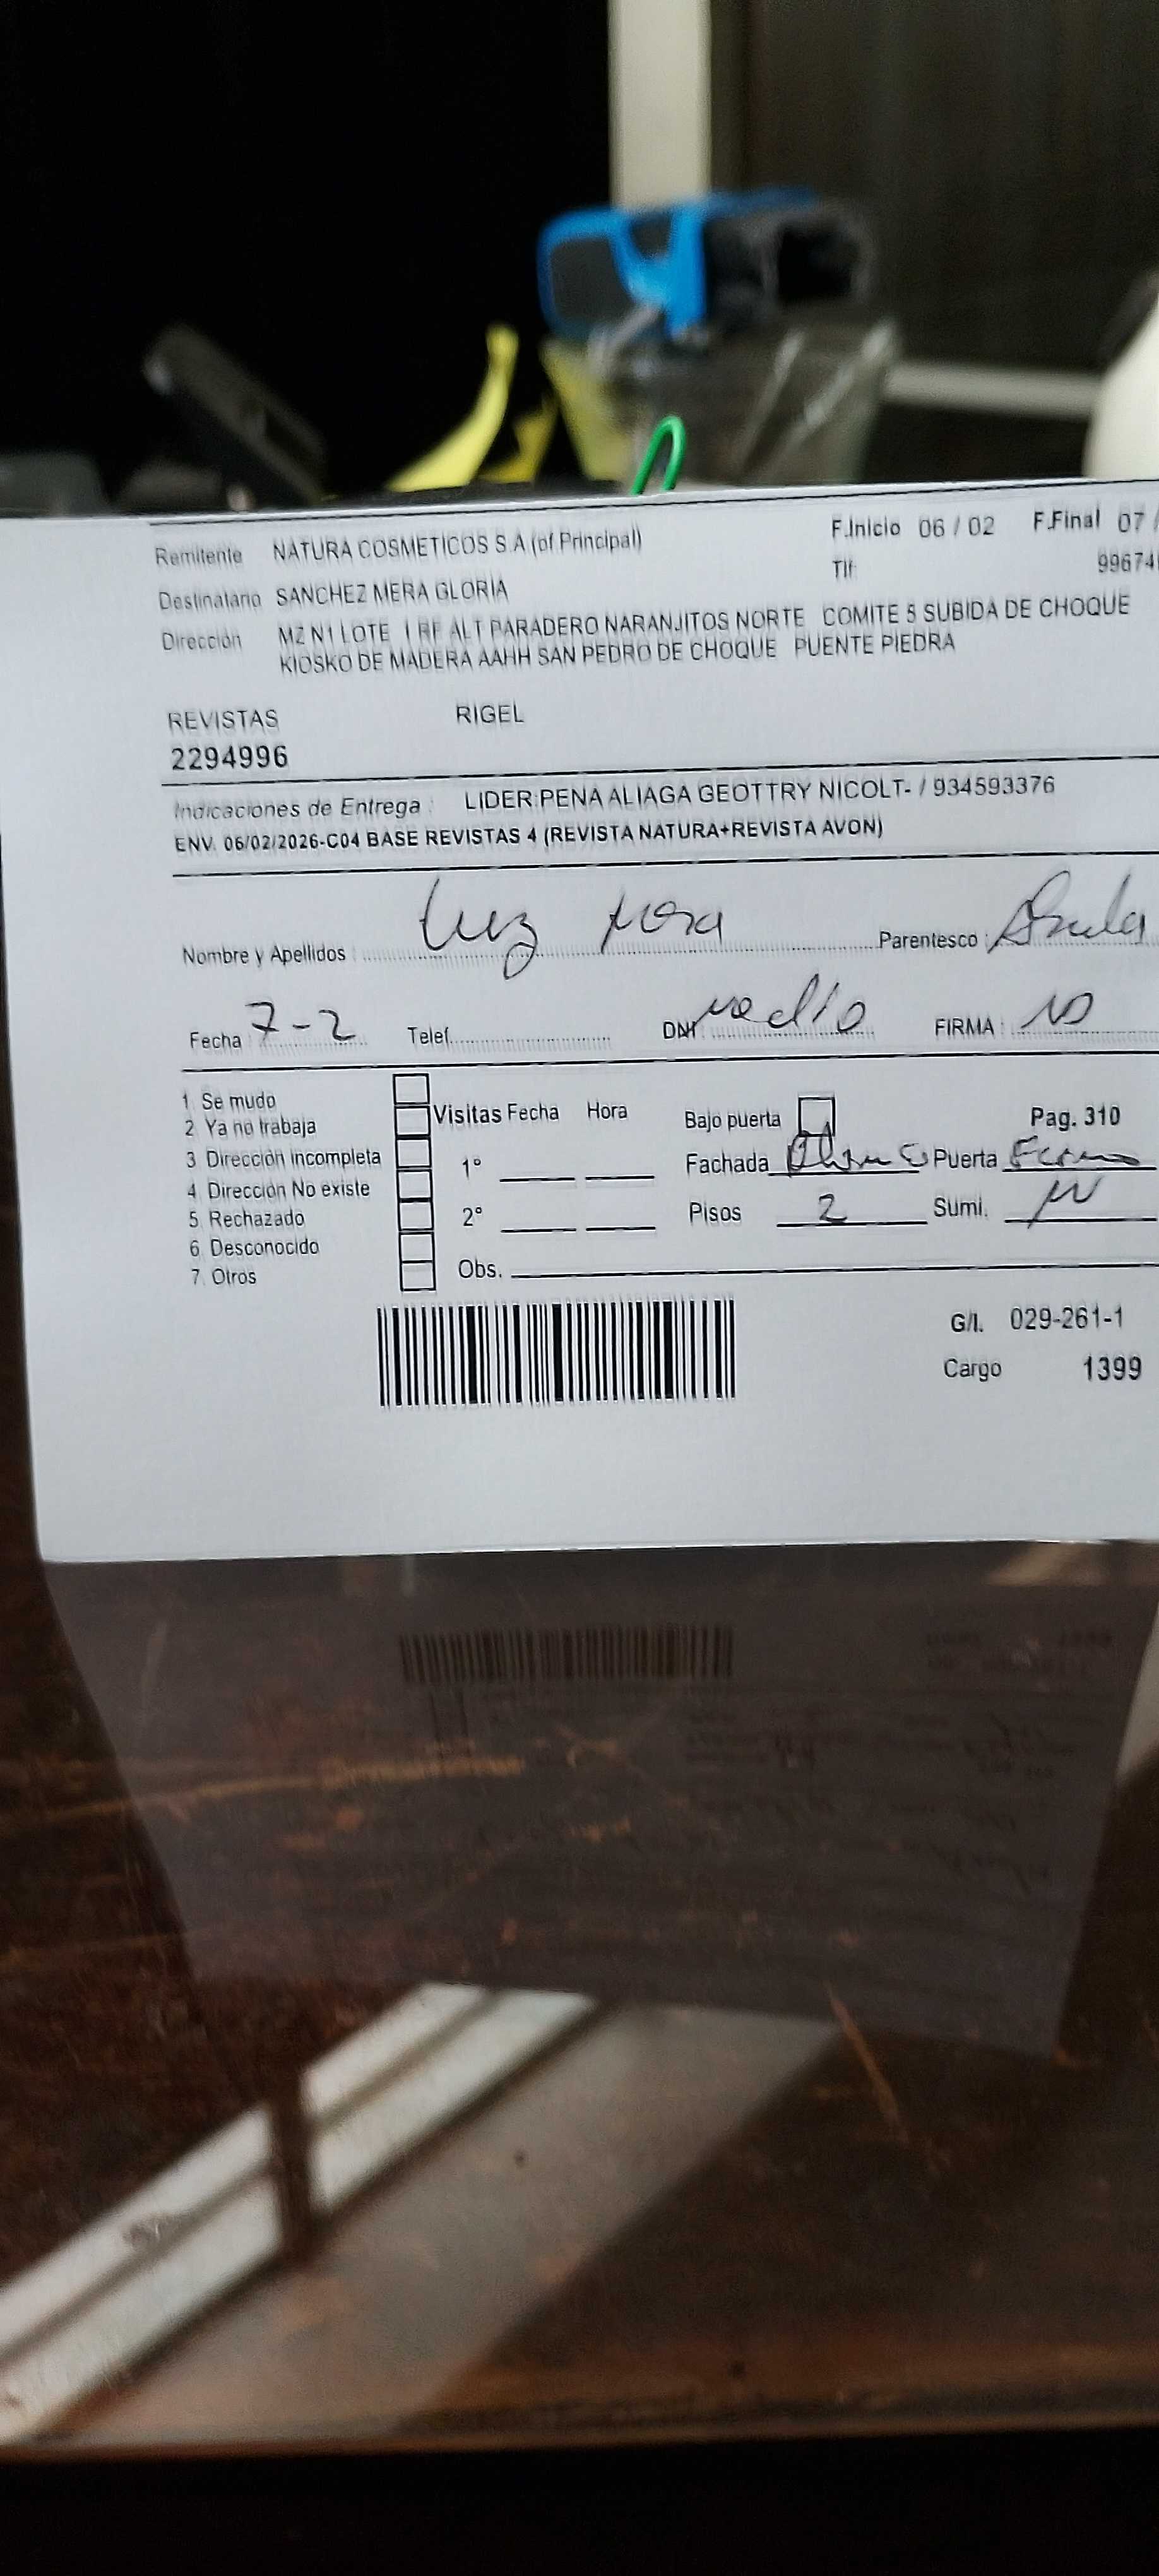 Remitente NATURA COSMETICOS S.A (of.Principal) F.Inicio 06 / 02 F.Final 07 /
Destinatario SANCHEZ MERA GLORIA Tlf: 99674
Dirección MZ N1 LOTE 1 RF ALT PARADERO NARANJITOS NORTE COMITE 5 SUBIDA DE CHOQUE
KIOSKO DE MADERA AAHH SAN PEDRO DE CHOQUE PUENTE PIEDRA
REVISTAS RIGEL
2294996
Indicaciones de Entrega : LIDER:PENA ALIAGA GEOTTRY NICOLT- / 934593376
ENV. 06/02/2026-C04 BASE REVISTAS 4 (REVISTA NATURA+REVISTA AVON)
Nombre y Apellidos : Luz Parentesco :
Fecha : 7-2 Telef. DNI FIRMA :
1. Se mudo
2. Ya no trabaja
3. Dirección Incompleta
4. Dirección No existe
5. Rechazado
6. Desconocido
7. Otros
Visitas Fecha Hora
1°
2°
Obs.
Bajo puerta Pag. 310
Fachada Puerta
Pisos 2 Sumi.
G/I. 029-261-1
Cargo 1399